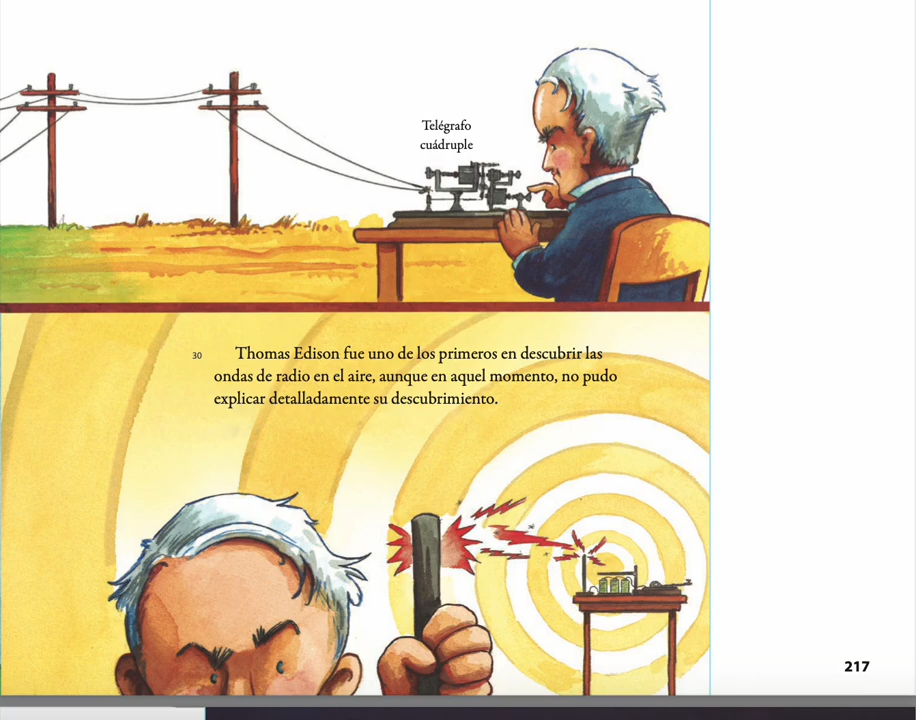 Telégrafo
cuádruple
30 Thomas Edison fue uno de los primeros en descubrir las
ondas de radio en el aire, aunque en aquel momento, no pudo
explicar detalladamente su descubrimiento.
217